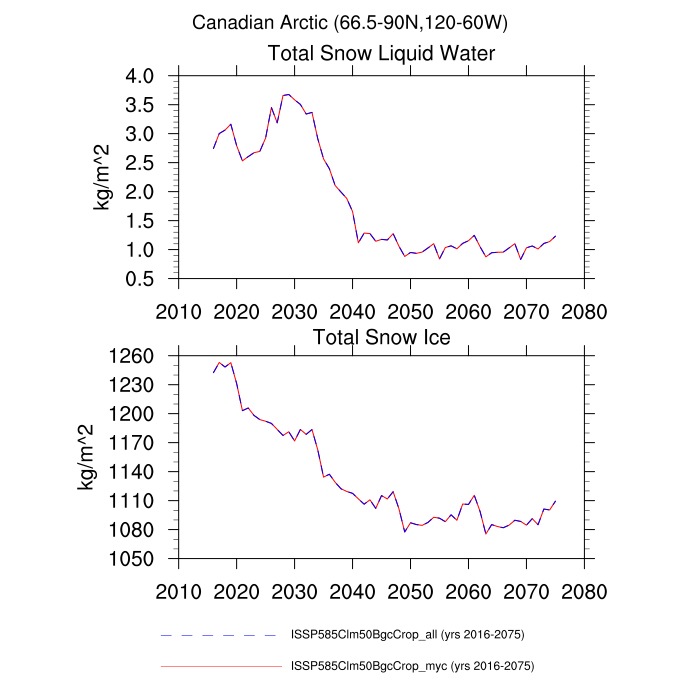 Canadian Arctic (66.5-90N,120-60W)
Total Snow Liquid Water
4.0
3.5
3.0
2.5
2.0
1.5
1.0
0.5
kg/m^2
2010 2020 2030 2040 2050 2060 2070 2080
Total Snow Ice
1260
1230
1200
1170
1140
1110
1080
1050
kg/m^2
2010 2020 2030 2040 2050 2060 2070 2080
ISSP585Clm50BgcCrop_all (yrs 2016-2075)
ISSP585Clm50BgcCrop_myc (yrs 2016-2075)